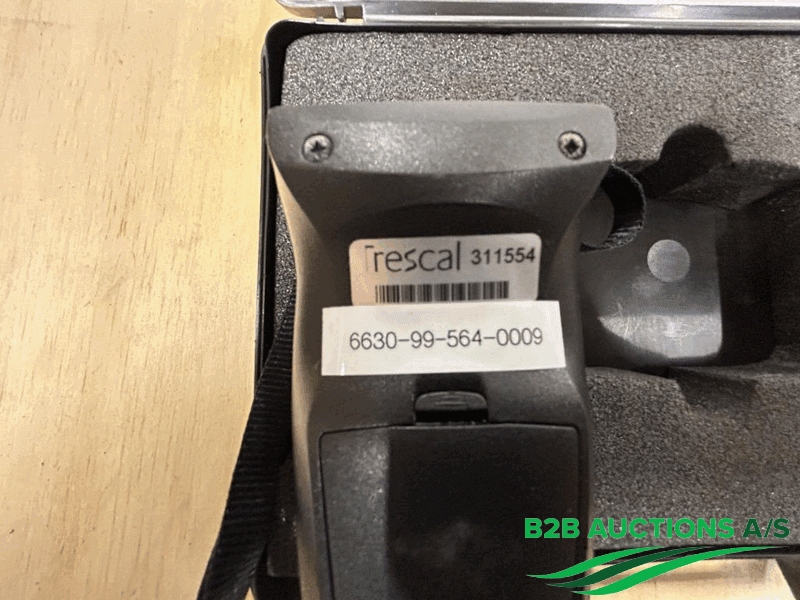 Trescal 311554
6630-99-564-0009
B2B AUCTIONS A/S